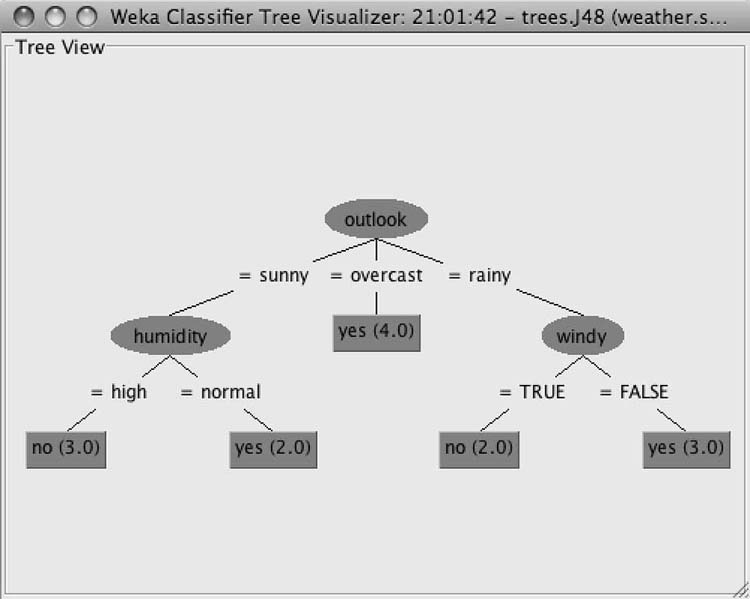 Weka Classifier Tree Visualizer: 21:01:42 – trees.J48 (weather.s...
Tree View
outlook
= sunny = overcast = rainy
humidity yes (4.0) windy
= high = normal = TRUE = FALSE
no (3.0) yes (2.0) no (2.0) yes (3.0)